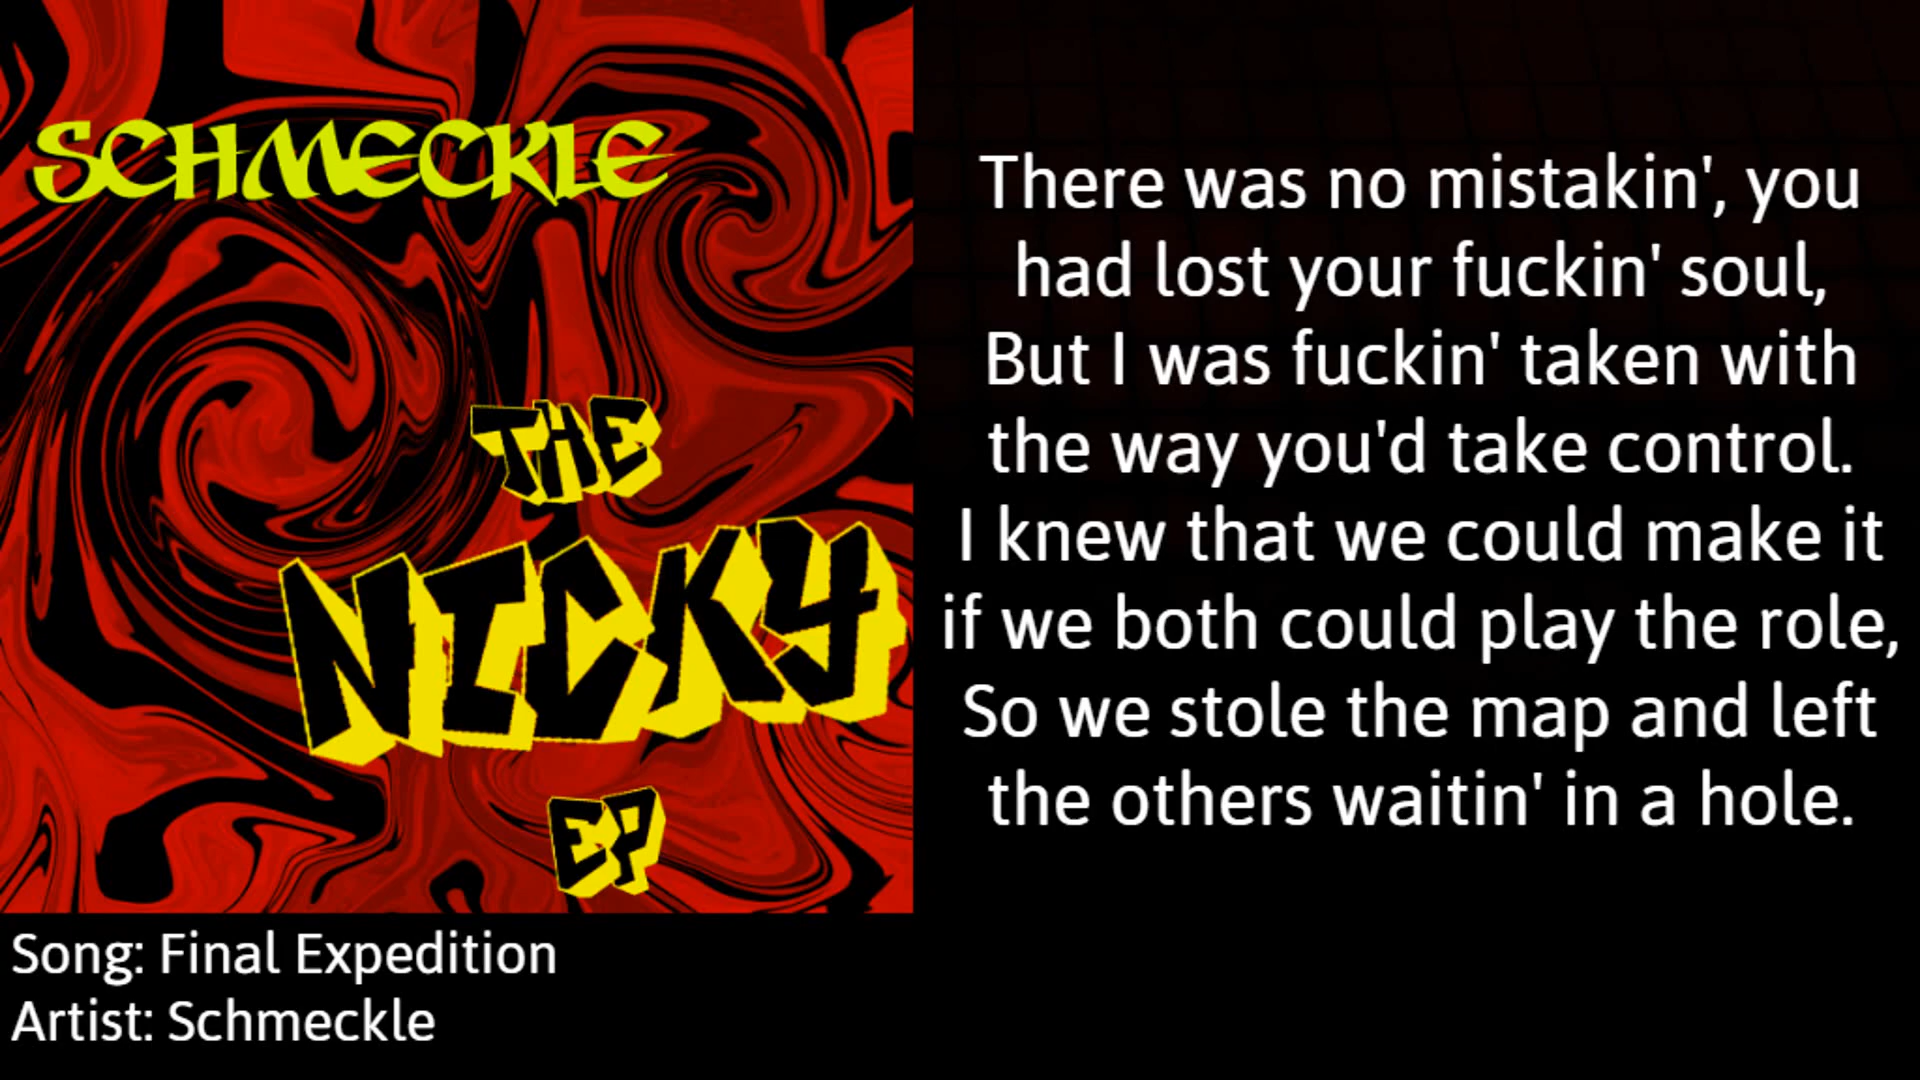 SCHMECKLE
THE
NICKY
EP
There was no mistakin', you
had lost your fuckin' soul,
But I was fuckin' taken with
the way you'd take control.
I knew that we could make it
if we both could play the role,
So we stole the map and left
the others waitin' in a hole.
Song: Final Expedition
Artist: Schmeckle